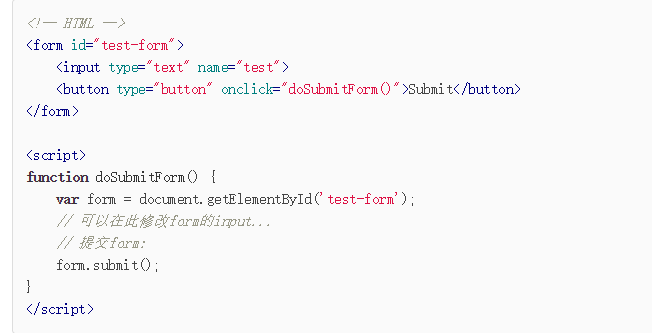 <!-- HTML -->
<form id="test-form">
    <input type="text" name="test">
    <button type="button" onclick="doSubmitForm()">Submit</button>
</form>

<script>
function doSubmitForm() {
    var form = document.getElementById('test-form');
    // 可以在此修改form的input...
    // 提交form:
    form.submit();
}
</script>